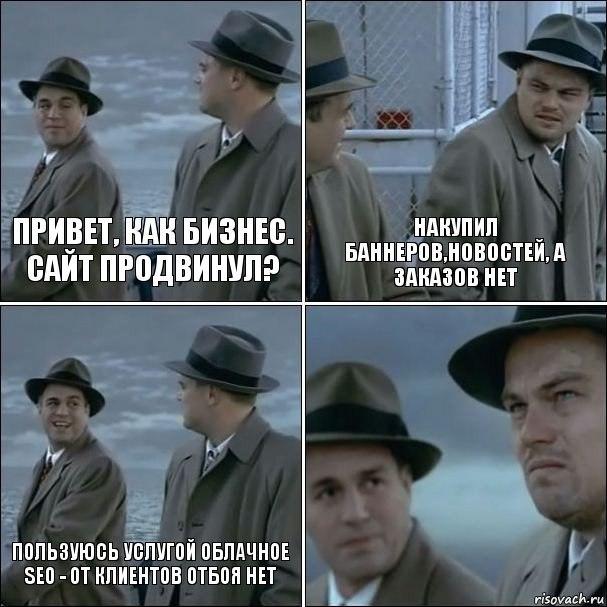 ПРИВЕТ, КАК БИЗНЕС.
САЙТ ПРОДВИНУЛ?
НАКУПИЛ
БАННЕРОВ,НОВОСТЕЙ, А
ЗАКАЗОВ НЕТ
ПОЛЬЗУЮСЬ УСЛУГОЙ ОБЛАЧНОЕ
SEO - ОТ КЛИЕНТОВ ОТБОЯ НЕТ
risovach.ru